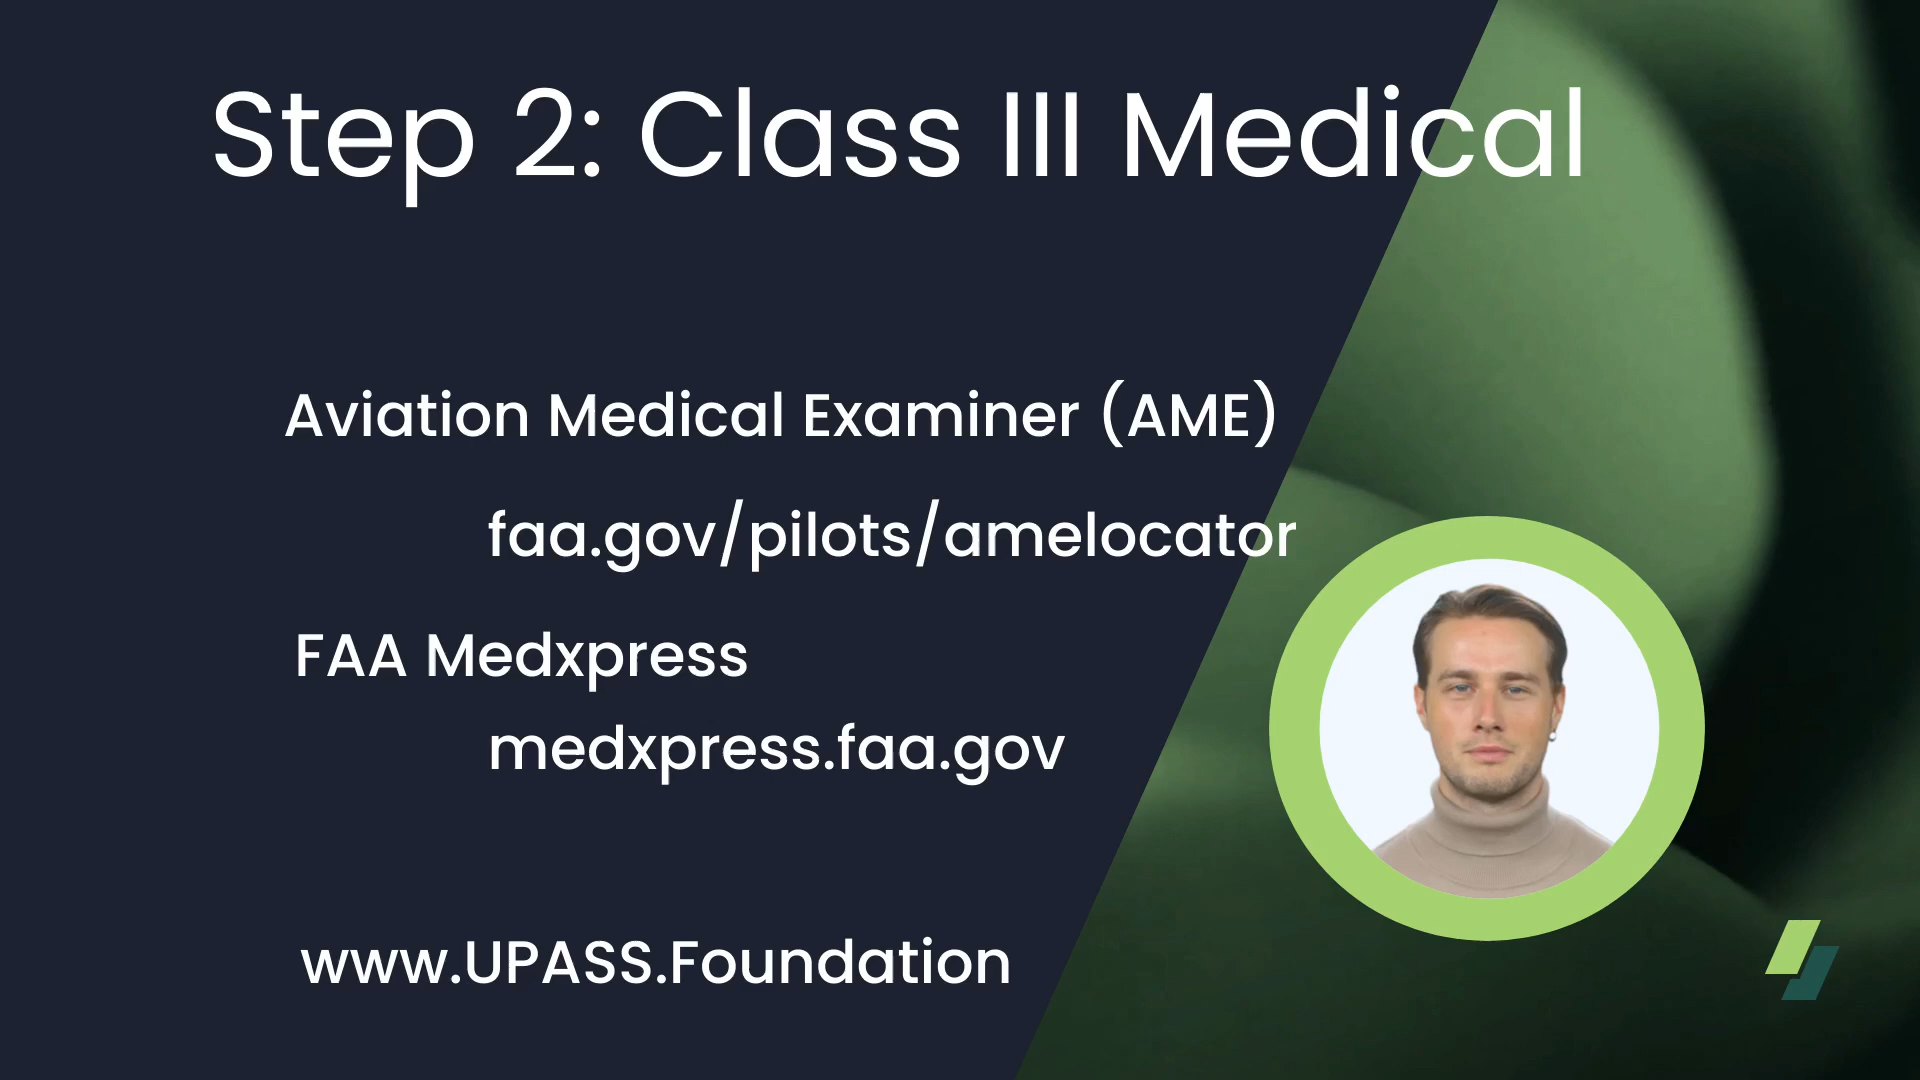 Step 2: Class III Medical
Aviation Medical Examiner (AME)
faa.gov/pilots/amelocator
FAA Medxpress
medxpress.faa.gov
www.UPASS.Foundation